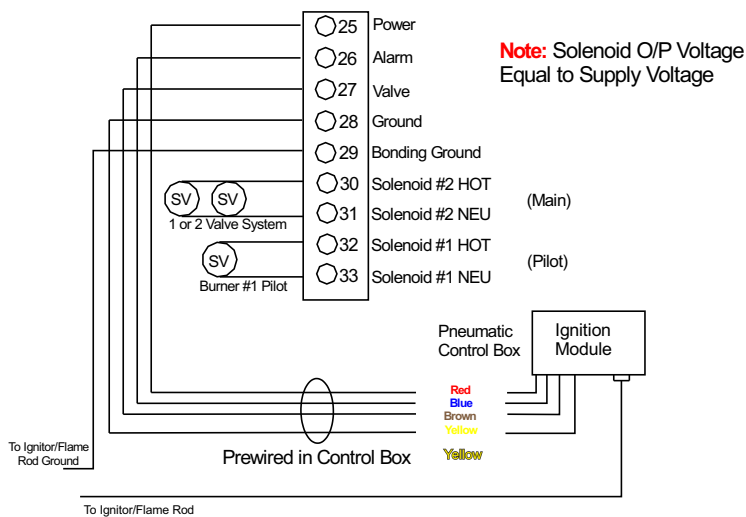 25 Power
26 Alarm
27 Valve
28 Ground
29 Bonding Ground
30 Solenoid #2 HOT
31 Solenoid #2 NEU
(Main)
32 Solenoid #1 HOT
33 Solenoid #1 NEU
(Pilot)
Note: Solenoid O/P Voltage
Equal to Supply Voltage
SV SV
1 or 2 Valve System
SV
Burner #1 Pilot
Pneumatic
Control Box
Ignition
Module
Red
Blue
Brown
Yellow
Yellow
Prewired in Control Box
To Ignitor/Flame
Rod Ground
To Ignitor/Flame Rod